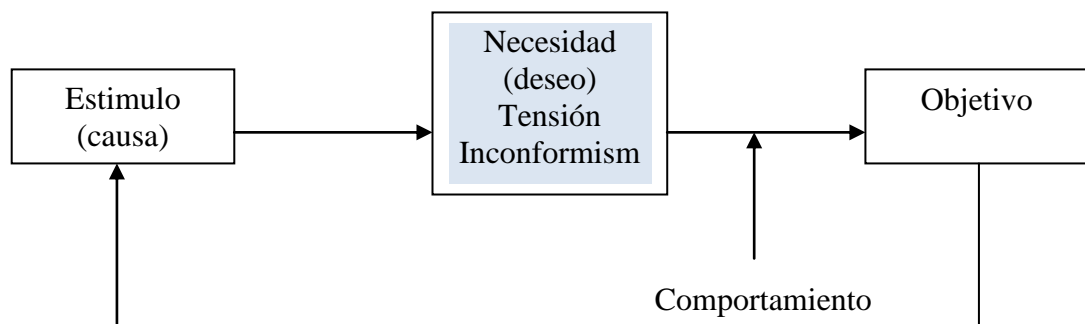 Estimulo
(causa)
Necesidad
(deseo)
Tensión
Inconformism
Objetivo
Comportamiento